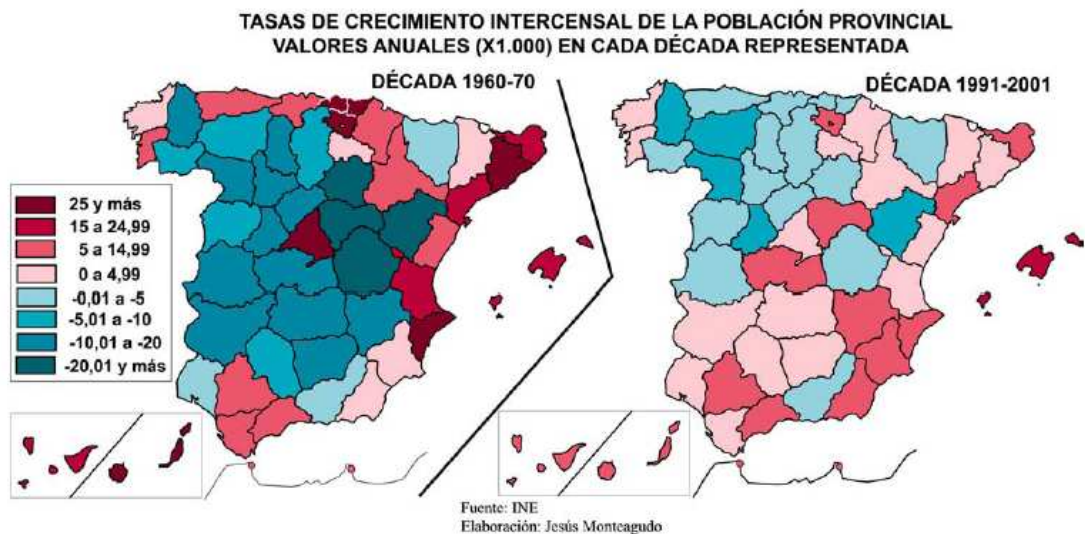 TASAS DE CRECIMIENTO INTERCENSAL DE LA POBLACIÓN PROVINCIAL
VALORES ANUALES (X1.000) EN CADA DÉCADA REPRESENTADA
DÉCADA 1960-70
DÉCADA 1991-2001
25 y más
15 a 24,99
5 a 14,99
0 a 4,99
-0,01 a -5
-5,01 a -10
-10,01 a -20
-20,01 y más
Fuente: INE
Elaboración: Jesús Monteagudo